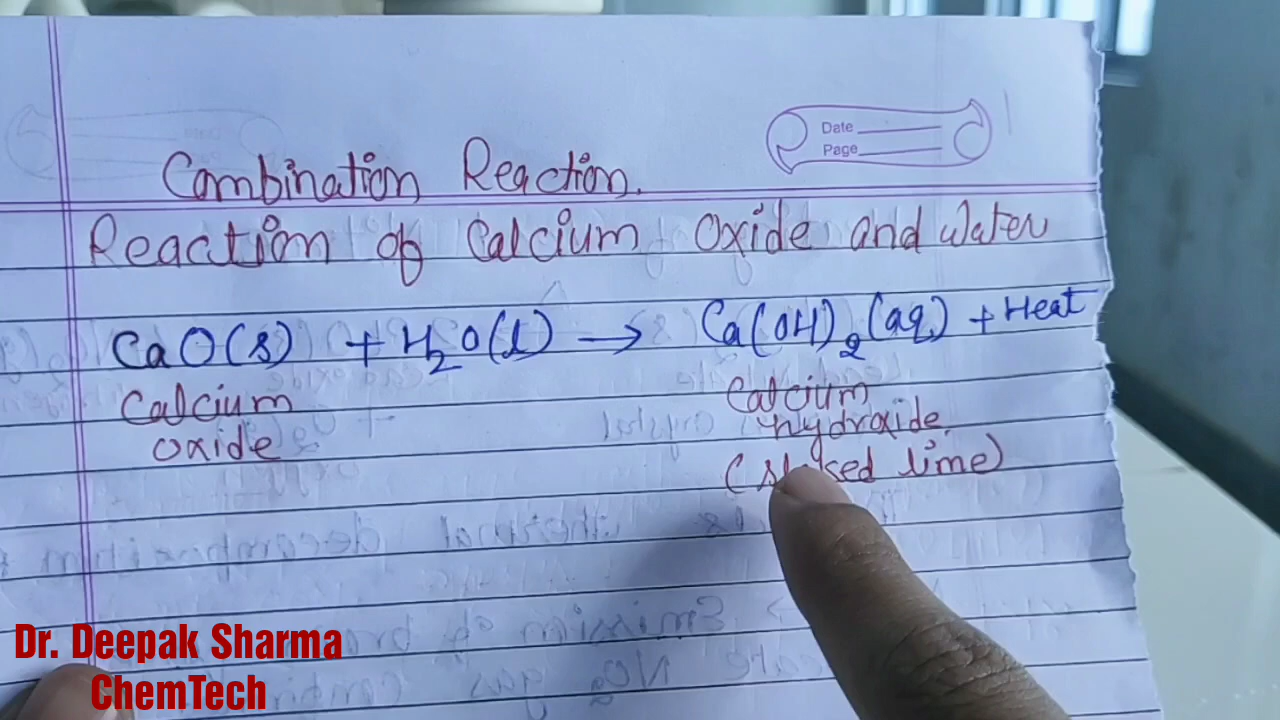 Date
Page
Combination Reaction.
Reaction of Calcium Oxide and Water
CaO(s) + H₂O(l) → Ca(OH)₂(aq) + Heat
Calcium oxide
Calcium hydroxide
(slaked lime)
Dr. Deepak Sharma
ChemTech